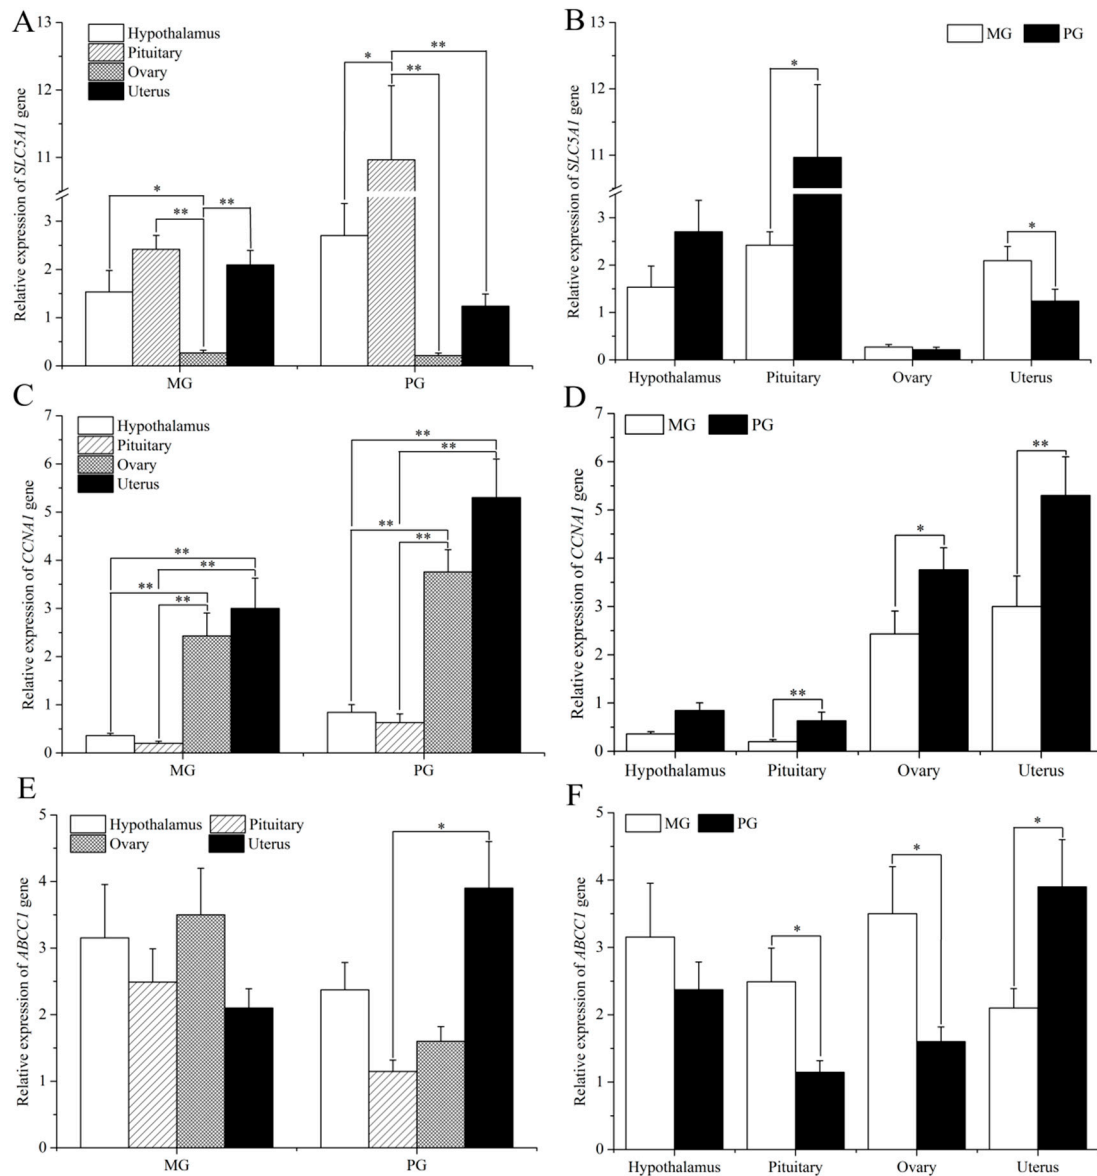 A
Relative expression of SLC5A1 gene
13
12
11
3
2
1
0
Hypothalamus
Pituitary
Ovary
Uterus
*
**
**
*
**
**
MG
PG
B
Relative expression of SLC5A1 gene
13
12
11
3
2
1
0
MG PG
*
*
Hypothalamus Pituitary Ovary Uterus
C
Relative expression of CCNA1 gene
7
6
5
4
3
2
1
0
Hypothalamus
Pituitary
Ovary
Uterus
**
**
**
**
**
**
**
**
MG
PG
D
Relative expression of CCNA1 gene
7
6
5
4
3
2
1
0
MG PG
**
*
**
Hypothalamus Pituitary Ovary Uterus
E
Relative expression of ABCC1 gene
5
4
3
2
1
0
Hypothalamus Pituitary
Ovary Uterus
*
MG
PG
F
Relative expression of ABCC1 gene
5
4
3
2
1
0
MG PG
*
*
*
Hypothalamus Pituitary Ovary Uterus